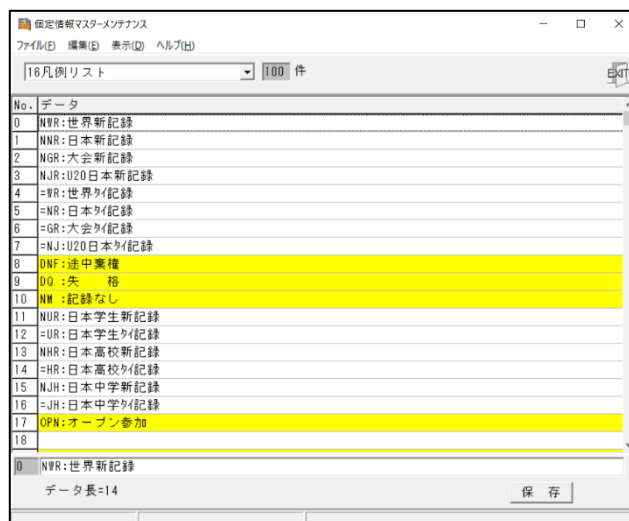 個定情報マスターメンテナンス
ファイル(F) 編集(E) 表示(D) ヘルプ(H)
16凡例リスト 100 件 EXIT
No. データ
0 NWR:世界新記録
1 NNR:日本新記録
2 NGR:大会新記録
3 NJR:U20日本新記録
4 =WR:世界ﾀｲ記録
5 =NR:日本ﾀｲ記録
6 =GR:大会ﾀｲ記録
7 =NJ:U20日本ﾀｲ記録
8 DNF:途中棄権
9 DQ :失　　格
10 NM :記録なし
11 NUR:日本学生新記録
12 =UR:日本学生ﾀｲ記録
13 NHR:日本高校新記録
14 =HR:日本高校ﾀｲ記録
15 NJH:日本中学新記録
16 =JH:日本中学ﾀｲ記録
17 OPN:オープン参加
18
0 NWR:世界新記録
データ長=14 保　存